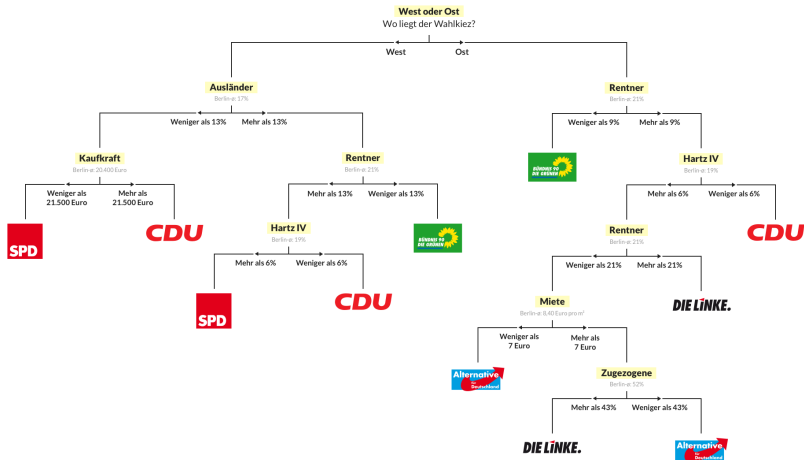 West oder Ost
Wo liegt der Wahlkiez?
West Ost
Ausländer
Berlin-ø: 17%
Rentner
Berlin-ø: 21%
Weniger als 13% Mehr als 13%
Weniger als 9% Mehr als 9%
Kaufkraft
Berlin-ø: 20.400 Euro
Rentner
Berlin-ø: 21%
BÜNDNIS 90
DIE GRÜNEN
Hartz IV
Berlin-ø: 19%
Weniger als
21.500 Euro
Mehr als
21.500 Euro
Mehr als 13% Weniger als 13%
Mehr als 6% Weniger als 6%
SPD
CDU
Hartz IV
Berlin-ø: 19%
BÜNDNIS 90
DIE GRÜNEN
Rentner
Berlin-ø: 21%
CDU
Mehr als 6% Weniger als 6%
Weniger als 21% Mehr als 21%
SPD
CDU
Miete
Berlin-ø: 8,40 Euro pro m²
DIE LINKE.
Weniger als
7 Euro
Mehr als
7 Euro
Alternative
für
Deutschland
Zugezogene
Berlin-ø: 52%
Mehr als 43% Weniger als 43%
DIE LINKE.
Alternative
für
Deutschland